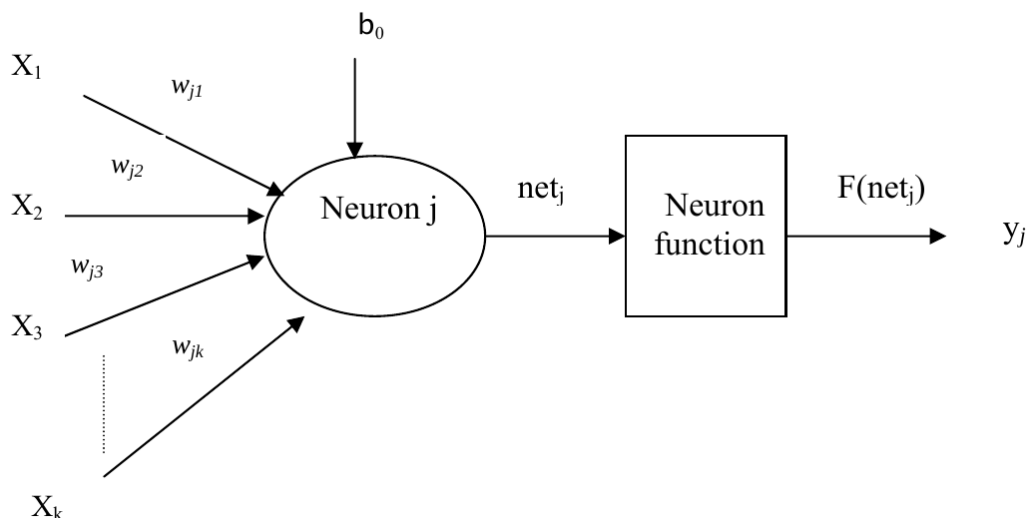 b₀
X₁
wⱼ₁
wⱼ₂
X₂
Neuron j
netⱼ
Neuron
function
F(netⱼ)
yⱼ
wⱼ₃
X₃
wⱼₖ
Xₖ